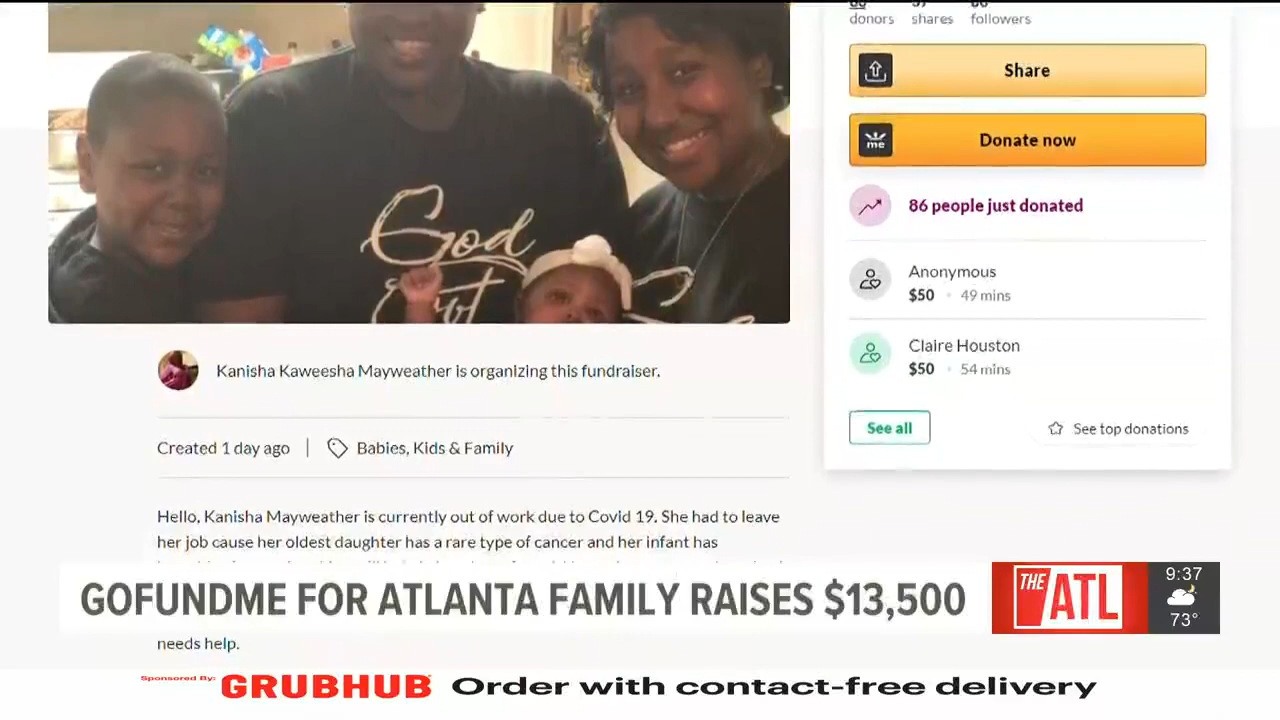 donors shares followers
Share
me
Donate now
86 people just donated
Anonymous
$50 • 49 mins
Claire Houston
$50 • 54 mins
See all
See top donations
God
Kanisha Kaweesha Mayweather is organizing this fundraiser.
Created 1 day ago | Babies, Kids & Family
Hello, Kanisha Mayweather is currently out of work due to Covid 19. She had to leave
her job cause her oldest daughter has a rare type of cancer and her infant has
needs help.
GOFUNDME FOR ATLANTA FAMILY RAISES $13,500
THE ATL
9:37
73°
Sponsored By: GRUBHUB Order with contact-free delivery